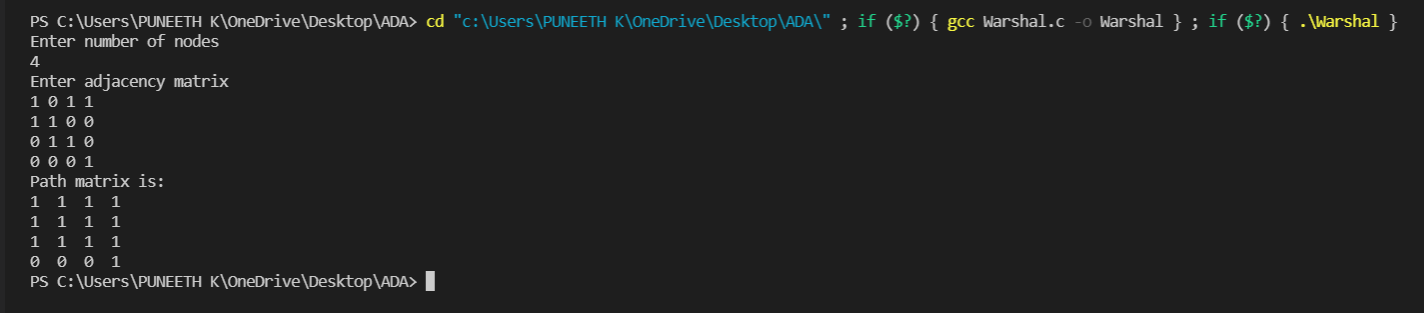 PS C:\Users\PUNEETH K\OneDrive\Desktop\ADA> cd "c:\Users\PUNEETH K\OneDrive\Desktop\ADA\" ; if ($?) { gcc Warshal.c -o Warshal } ; if ($?) { .\Warshal }
Enter number of nodes
4
Enter adjacency matrix
1 0 1 1
1 1 0 0
0 1 1 0
0 0 0 1
Path matrix is:
1  1  1  1
1  1  1  1
1  1  1  1
0  0  0  1
PS C:\Users\PUNEETH K\OneDrive\Desktop\ADA>